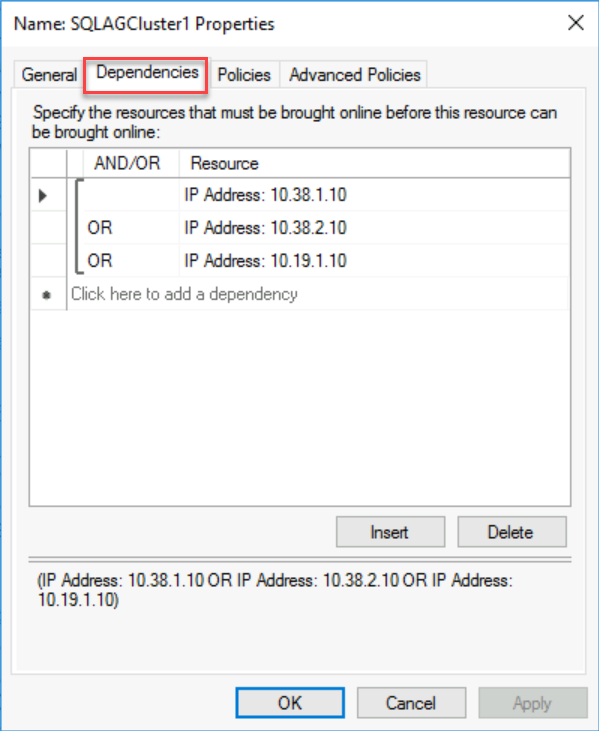 Name: SQLAGCluster1 Properties
General Dependencies Policies Advanced Policies
Specify the resources that must be brought online before this resource can
be brought online:
AND/OR Resource
IP Address: 10.38.1.10
OR IP Address: 10.38.2.10
OR IP Address: 10.19.1.10
Click here to add a dependency
Insert Delete
(IP Address: 10.38.1.10 OR IP Address: 10.38.2.10 OR IP Address:
10.19.1.10)
OK Cancel Apply